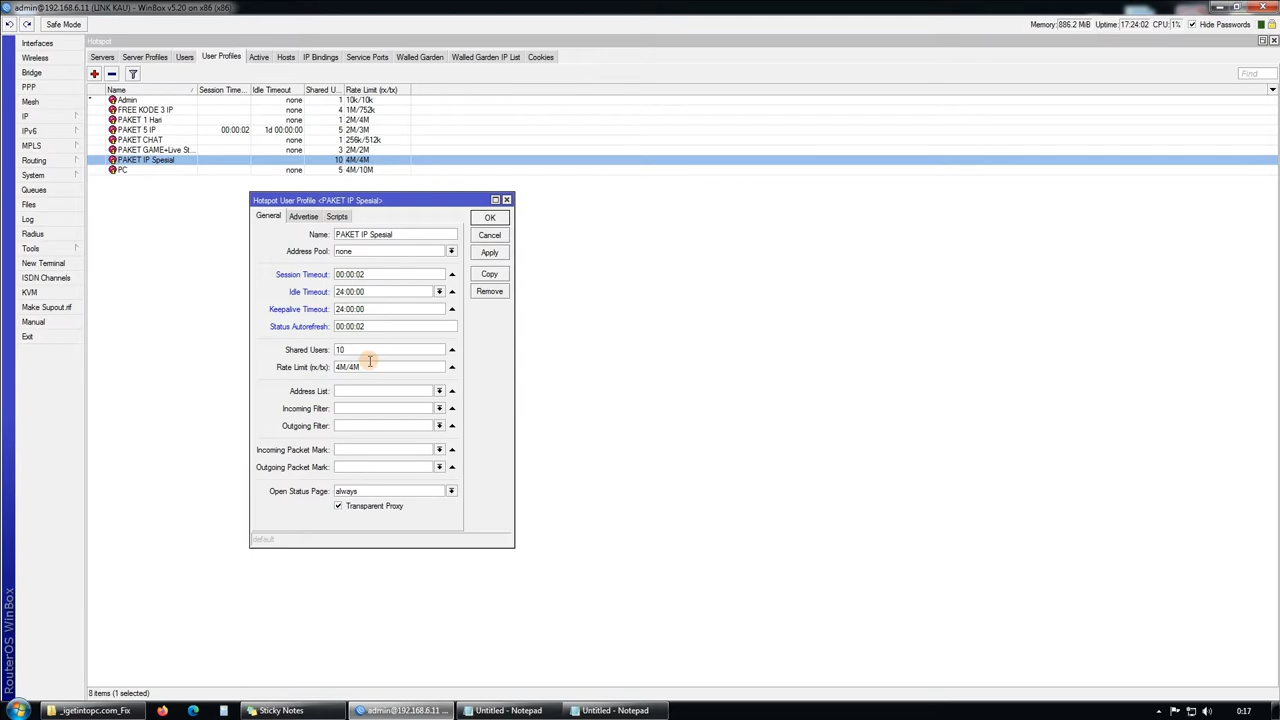 admin@192.168.6.11 (LINK KAU) - WinBox v5.20 on x86 (x86)
Safe Mode
Memory: 886.2 MiB Uptime: 17:24:02 CPU: 1% Hide Passwords
Interfaces
Wireless
Bridge
PPP
Mesh
IP
IPv6
MPLS
Routing
System
Queues
Files
Log
Radius
Tools
New Terminal
ISDN Channels
KVM
Make Supout.rif
Manual
Exit
RouterOS WinBox
Hotspot
Servers Server Profiles Users User Profiles Active Hosts IP Bindings Service Ports Walled Garden Walled Garden IP List Cookies
Find
Name / Session Time... Idle Timeout Shared U... Rate Limit (rx/tx)
* Admin none 1 10k/10k
FREE KODE 3 IP none 4 1M/752k
PAKET 1 Hari none 1 2M/4M
PAKET 5 IP 00:00:02 1d 00:00:00 5 2M/3M
PAKET CHAT none 1 256k/512k
PAKET GAME+Live St... none 3 2M/2M
PAKET IP Spesial none 10 4M/4M
PC none 5 4M/10M
Hotspot User Profile <PAKET IP Spesial>
General Advertise Scripts
Name: PAKET IP Spesial
Address Pool: none
Session Timeout: 00:00:02
Idle Timeout: 24:00:00
Keepalive Timeout: 24:00:00
Status Autorefresh: 00:00:02
Shared Users: 10
Rate Limit (rx/tx): 4M/4M
Address List:
Incoming Filter:
Outgoing Filter:
Incoming Packet Mark:
Outgoing Packet Mark:
Open Status Page: always
Transparent Proxy
default
OK
Cancel
Apply
Copy
Remove
8 items (1 selected)
_igetintopc.com_Fix
Sticky Notes
admin@192.168.6.11 ...
Untitled - Notepad
Untitled - Notepad
0:17